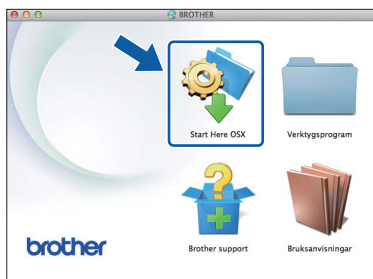 BROTHER
Start Here OSX
Verktygsprogram
Brother support
Bruksanvisningar
brother